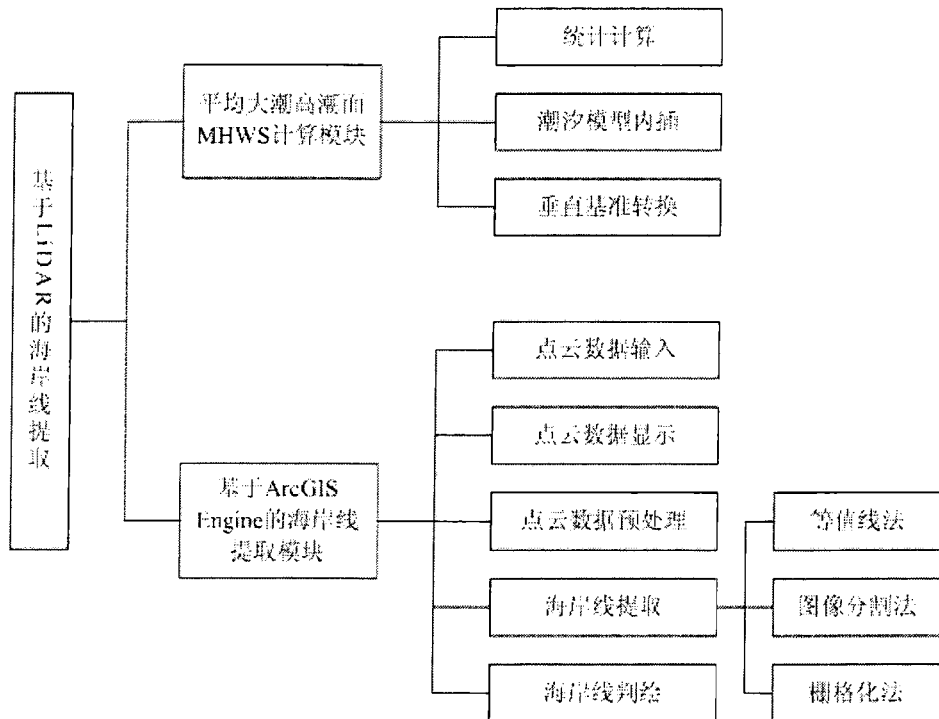 基于LiDAR的海岸线提取
平均大潮高潮面
MHWS计算模块
统计计算
潮汐模型内插
垂直基准转换
基于ArcGIS
Engine的海岸线
提取模块
点云数据输入
点云数据显示
点云数据预处理
海岸线提取
海岸线判绘
等值线法
图像分割法
栅格化法